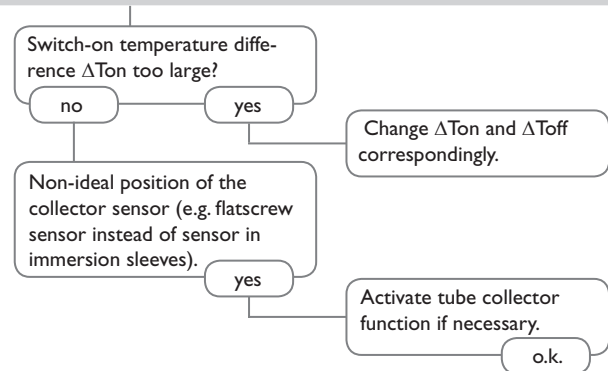 Switch-on temperature diffe-
rence ΔTon too large?
no
yes
Change ΔTon and ΔToff
correspondingly.
Non-ideal position of the
collector sensor (e.g. flatscrew
sensor instead of sensor in
immersion sleeves).
yes
Activate tube collector
function if necessary.
o.k.